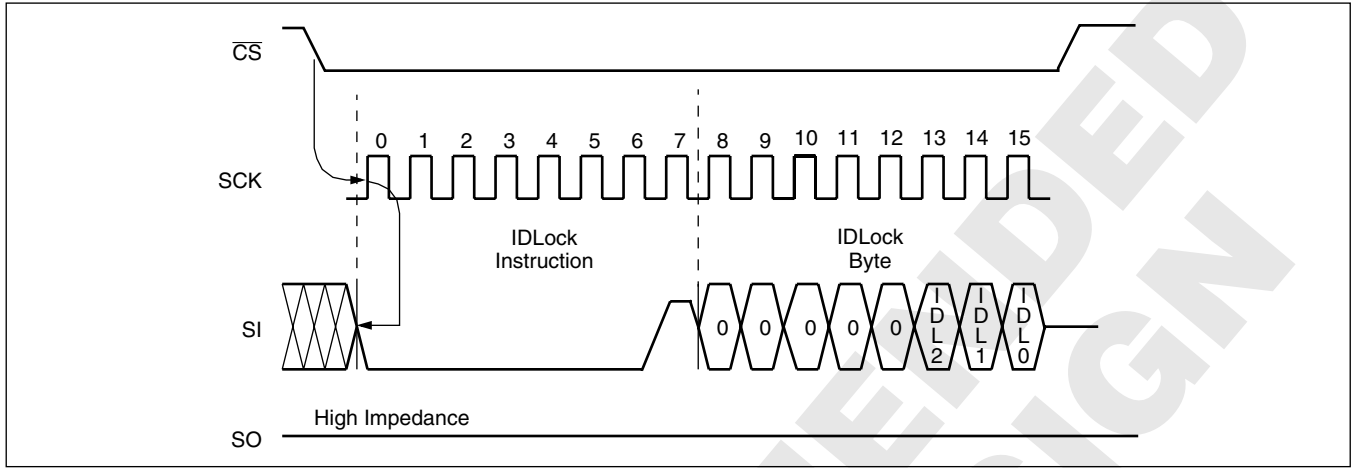 CS
0 1 2 3 4 5 6 7 8 9 10 11 12 13 14 15
SCK
IDLock
Instruction
IDLock
Byte
SI
0 0 0 0 0 IDL2 IDL1 IDL0
High Impedance
SO